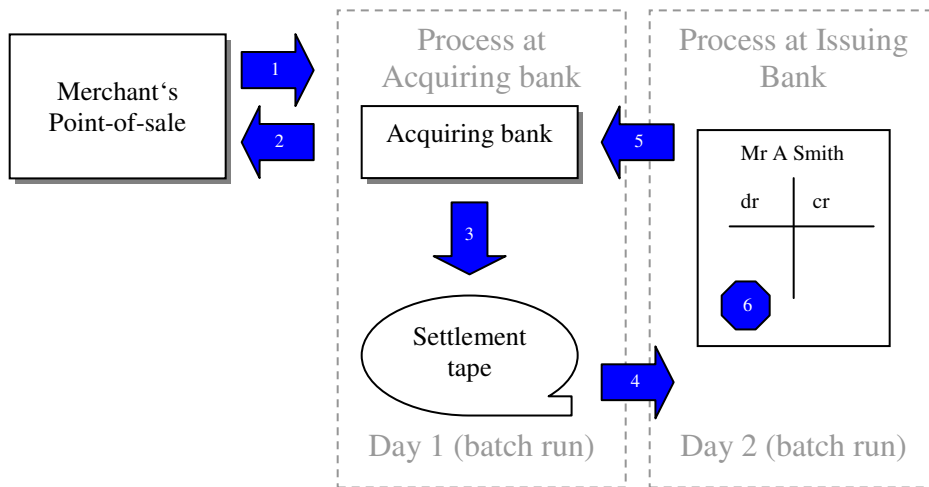 Merchant‘s
Point-of-sale
1
2
Process at
Acquiring bank
Acquiring bank
3
Settlement
tape
Day 1 (batch run)
4
5
Process at Issuing
Bank
Mr A Smith
dr cr
6
Day 2 (batch run)